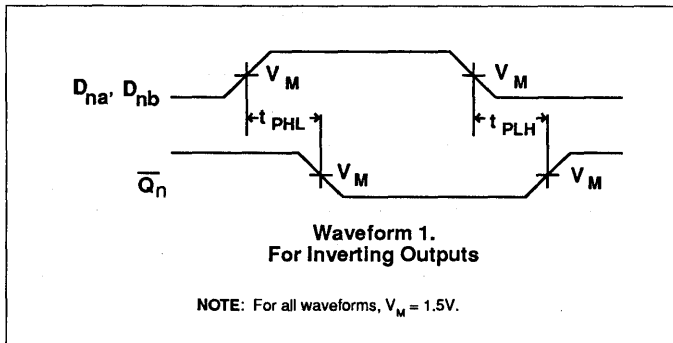 Dna, Dnb
VM
VM
tPHL
tPLH
Q̅n
VM
VM
Waveform 1.
For Inverting Outputs
NOTE: For all waveforms, VM = 1.5V.